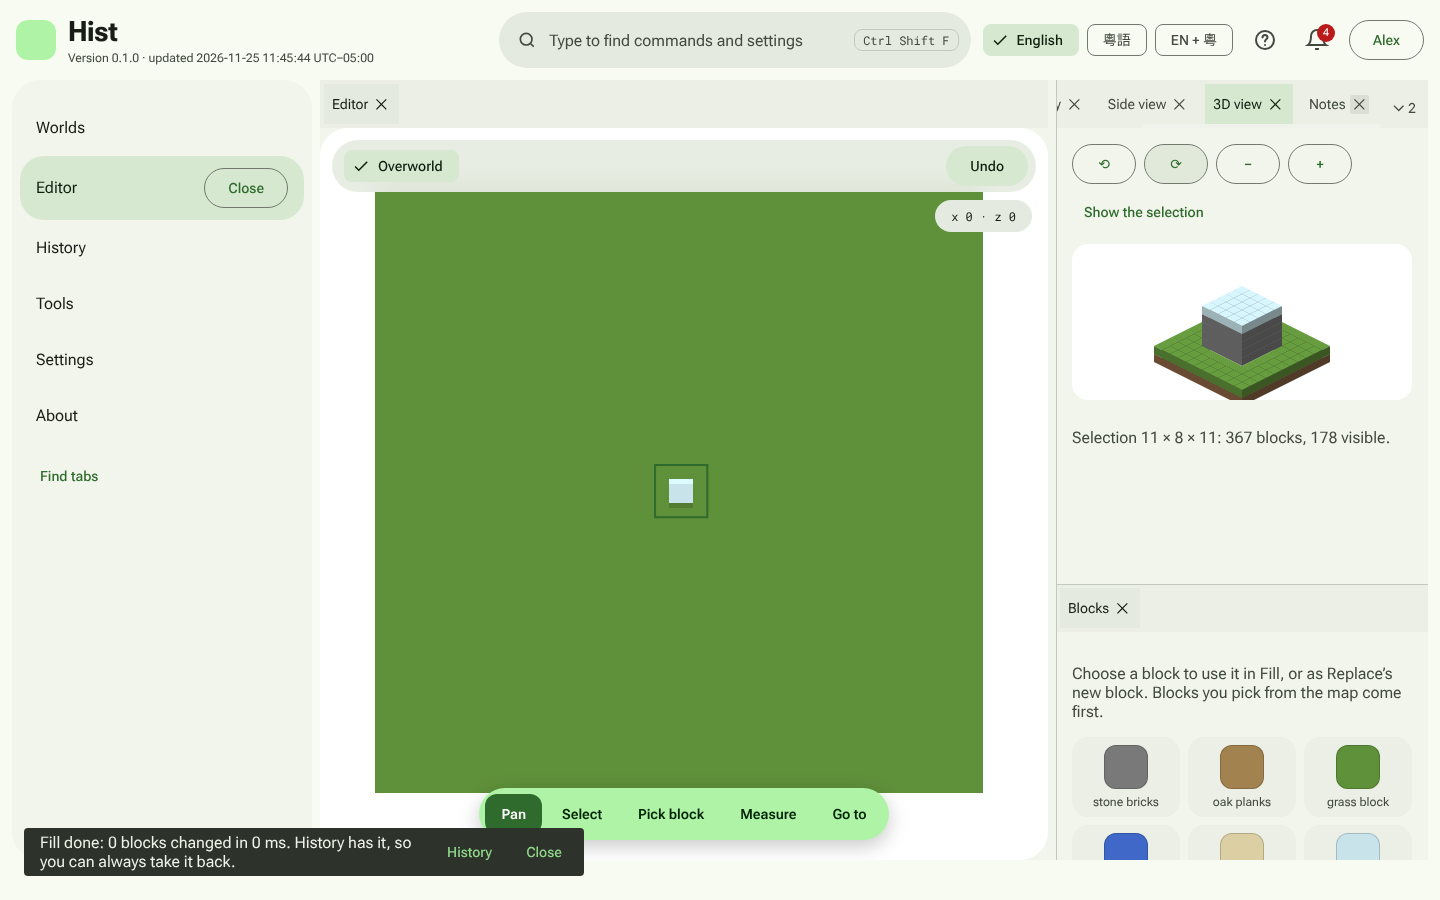 Hist
Version 0.1.0 · updated 2026-11-25 11:45:44 UTC−05:00
Type to find commands and settings
Ctrl Shift F
English
粵語
EN + 粵
4
Alex
Worlds
Editor
Close
History
Tools
Settings
About
Find tabs
Editor
Overworld
Undo
x 0 · z 0
Pan
Select
Pick block
Measure
Go to
y
Side view
3D view
Notes
2
⟲
⟳
−
+
Show the selection
Selection 11 × 8 × 11: 367 blocks, 178 visible.
Blocks
Choose a block to use it in Fill, or as Replace’s
new block. Blocks you pick from the map come
first.
stone bricks
oak planks
grass block
Fill done: 0 blocks changed in 0 ms. History has it, so
you can always take it back.
History
Close